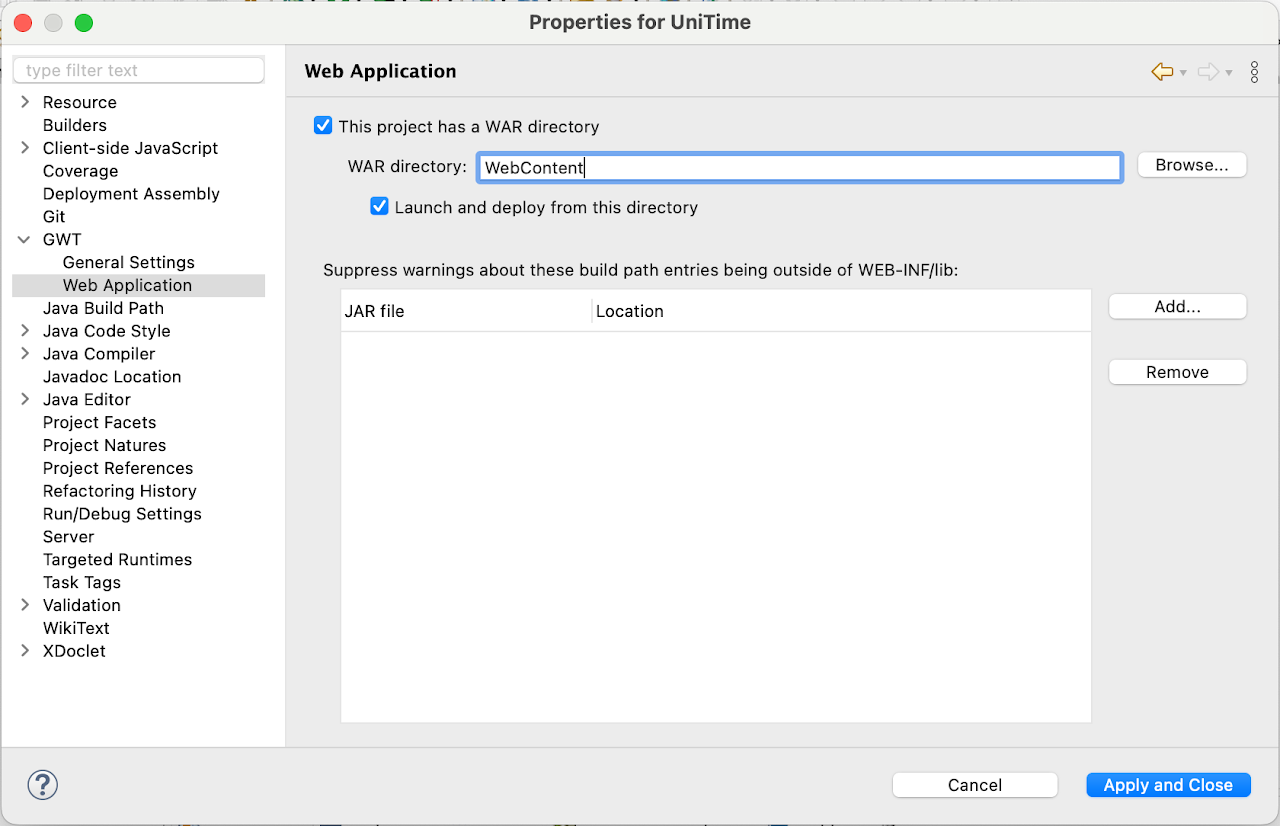 Properties for UniTime
type filter text
Resource
Builders
Client-side JavaScript
Coverage
Deployment Assembly
Git
GWT
General Settings
Web Application
Java Build Path
Java Code Style
Java Compiler
Javadoc Location
Java Editor
Project Facets
Project Natures
Project References
Refactoring History
Run/Debug Settings
Server
Targeted Runtimes
Task Tags
Validation
WikiText
XDoclet
Web Application
This project has a WAR directory
WAR directory: WebContent Browse...
Launch and deploy from this directory
Suppress warnings about these build path entries being outside of WEB-INF/lib:
JAR file Location
Add...
Remove
?
Cancel Apply and Close